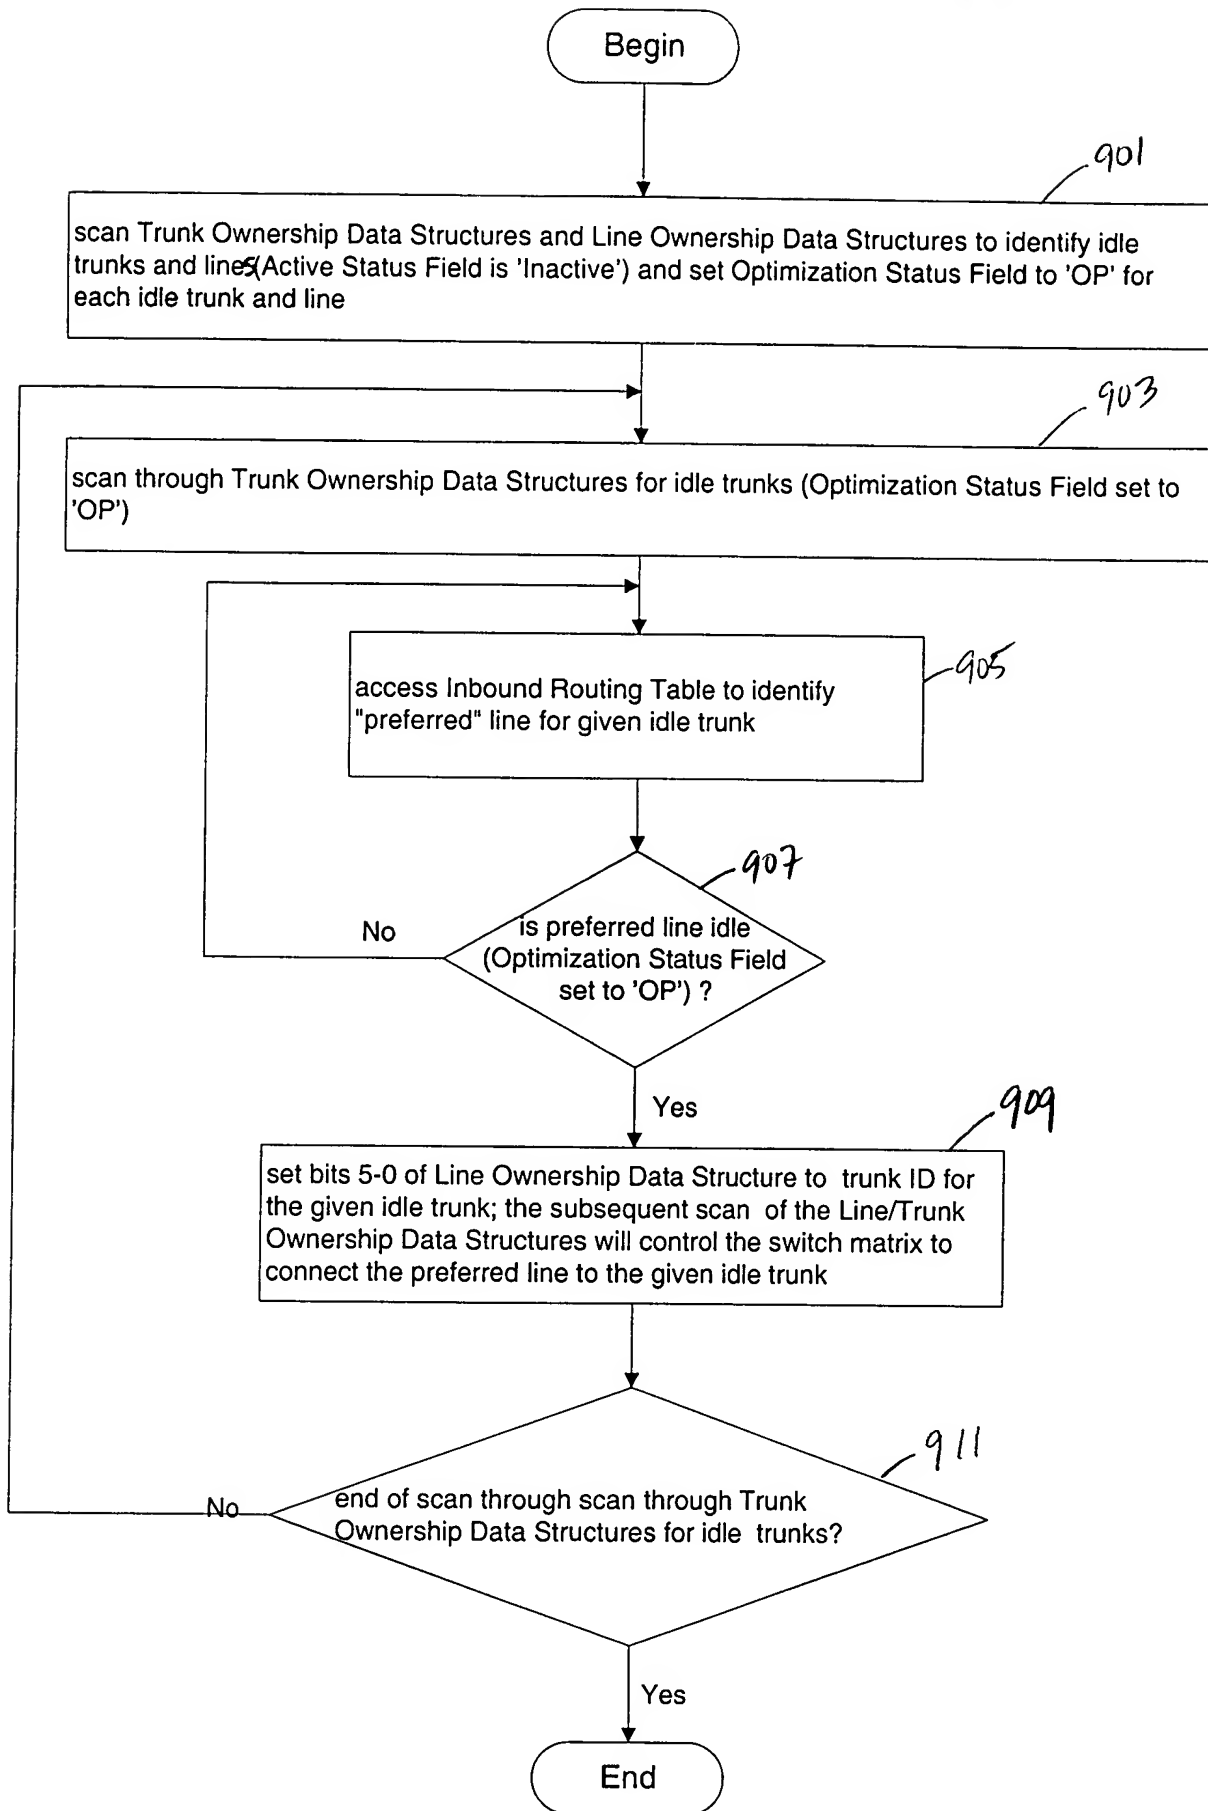 Begin
901
scan Trunk Ownership Data Structures and Line Ownership Data Structures to identify idle
trunks and lines(Active Status Field is 'Inactive') and set Optimization Status Field to 'OP' for
each idle trunk and line
903
scan through Trunk Ownership Data Structures for idle trunks (Optimization Status Field set to
'OP')
905
access Inbound Routing Table to identify
"preferred" line for given idle trunk
907
No
is preferred line idle
(Optimization Status Field
set to 'OP') ?
Yes
909
set bits 5-0 of Line Ownership Data Structure to trunk ID for
the given idle trunk; the subsequent scan of the Line/Trunk
Ownership Data Structures will control the switch matrix to
connect the preferred line to the given idle trunk
911
No
end of scan through scan through Trunk
Ownership Data Structures for idle trunks?
Yes
End